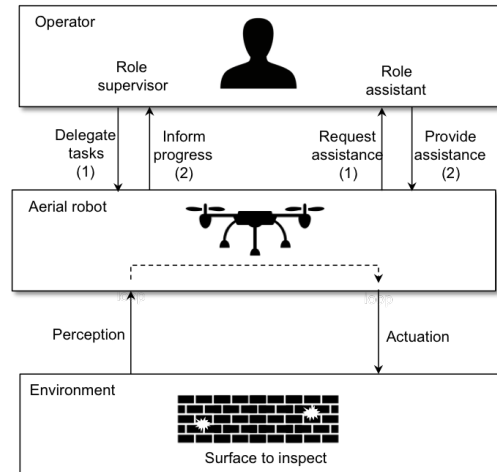 Operator
Role
supervisor
Role
assistant
Delegate
tasks
(1)
Inform
progress
(2)
Request
assistance
(1)
Provide
assistance
(2)
Aerial robot
Perception
Actuation
Environment
Surface to inspect